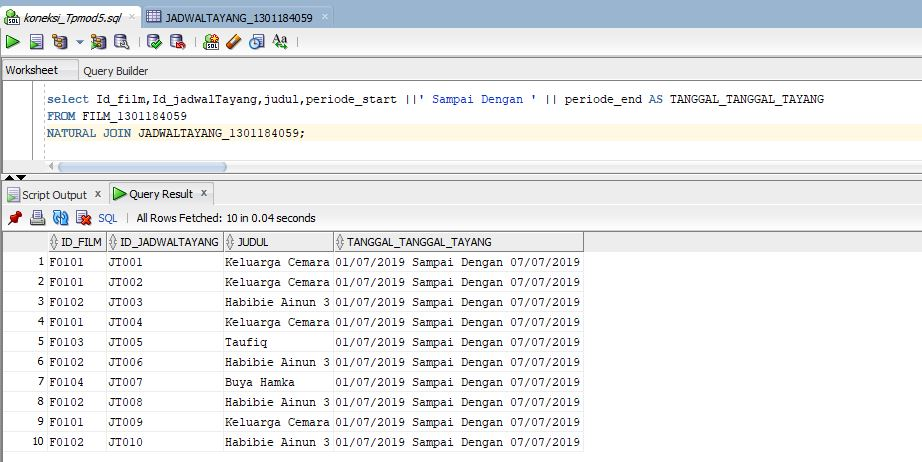 koneksi_Tpmod5.sql × JADWALTAYANG_1301184059 ×
SQL Aa
Worksheet Query Builder
select Id_film,Id_jadwalTayang,judul,periode_start ||' Sampai Dengan ' || periode_end AS TANGGAL_TANGGAL_TAYANG
FROM FILM_1301184059
NATURAL JOIN JADWALTAYANG_1301184059;
Script Output × Query Result ×
SQL | All Rows Fetched: 10 in 0.04 seconds
ID_FILM ID_JADWALTAYANG JUDUL TANGGAL_TANGGAL_TAYANG
1 F0101 JT001 Keluarga Cemara 01/07/2019 Sampai Dengan 07/07/2019
2 F0101 JT002 Keluarga Cemara 01/07/2019 Sampai Dengan 07/07/2019
3 F0102 JT003 Habibie Ainun 3 01/07/2019 Sampai Dengan 07/07/2019
4 F0101 JT004 Keluarga Cemara 01/07/2019 Sampai Dengan 07/07/2019
5 F0103 JT005 Taufiq 01/07/2019 Sampai Dengan 07/07/2019
6 F0102 JT006 Habibie Ainun 3 01/07/2019 Sampai Dengan 07/07/2019
7 F0104 JT007 Buya Hamka 01/07/2019 Sampai Dengan 07/07/2019
8 F0102 JT008 Habibie Ainun 3 01/07/2019 Sampai Dengan 07/07/2019
9 F0101 JT009 Keluarga Cemara 01/07/2019 Sampai Dengan 07/07/2019
10 F0102 JT010 Habibie Ainun 3 01/07/2019 Sampai Dengan 07/07/2019